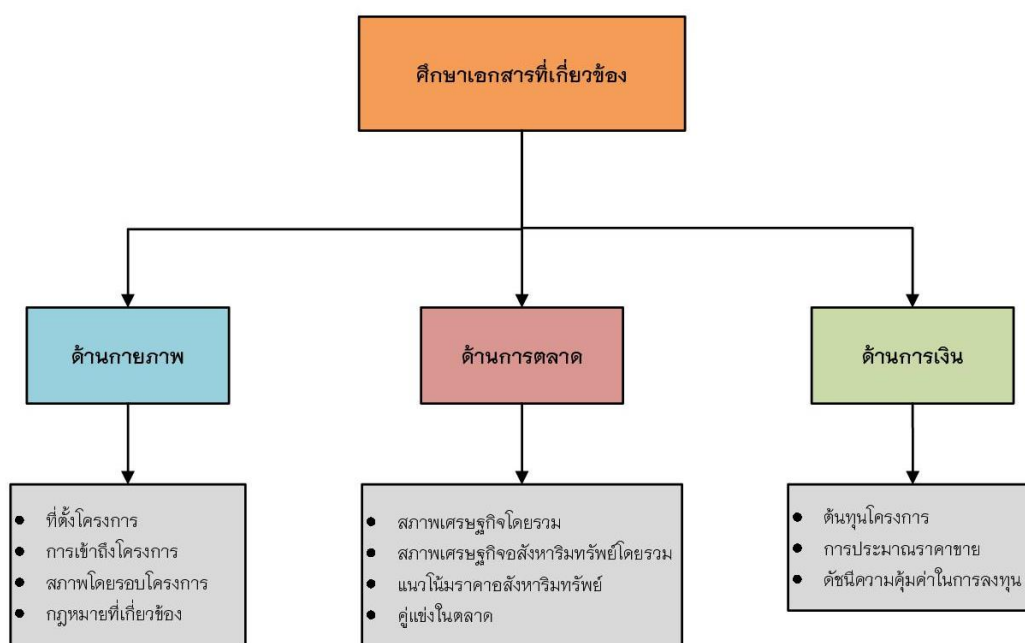 ศึกษาเอกสารที่เกี่ยวข้อง
ด้านกายภาพ
ด้านการตลาด
ด้านการเงิน
• ที่ตั้งโครงการ
• การเข้าถึงโครงการ
• สภาพโดยรอบโครงการ
• กฎหมายที่เกี่ยวข้อง
• สภาพเศรษฐกิจโดยรวม
• สภาพเศรษฐกิจอสังหาริมทรัพย์โดยรวม
• แนวโน้มราคาอสังหาริมทรัพย์
• คู่แข่งในตลาด
• ต้นทุนโครงการ
• การประมาณราคาขาย
• ดัชนีความคุ้มค่าในการลงทุน